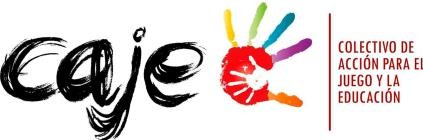 caje
COLECTIVO DE
ACCIÓN PARA EL
JUEGO Y LA
EDUCACIÓN